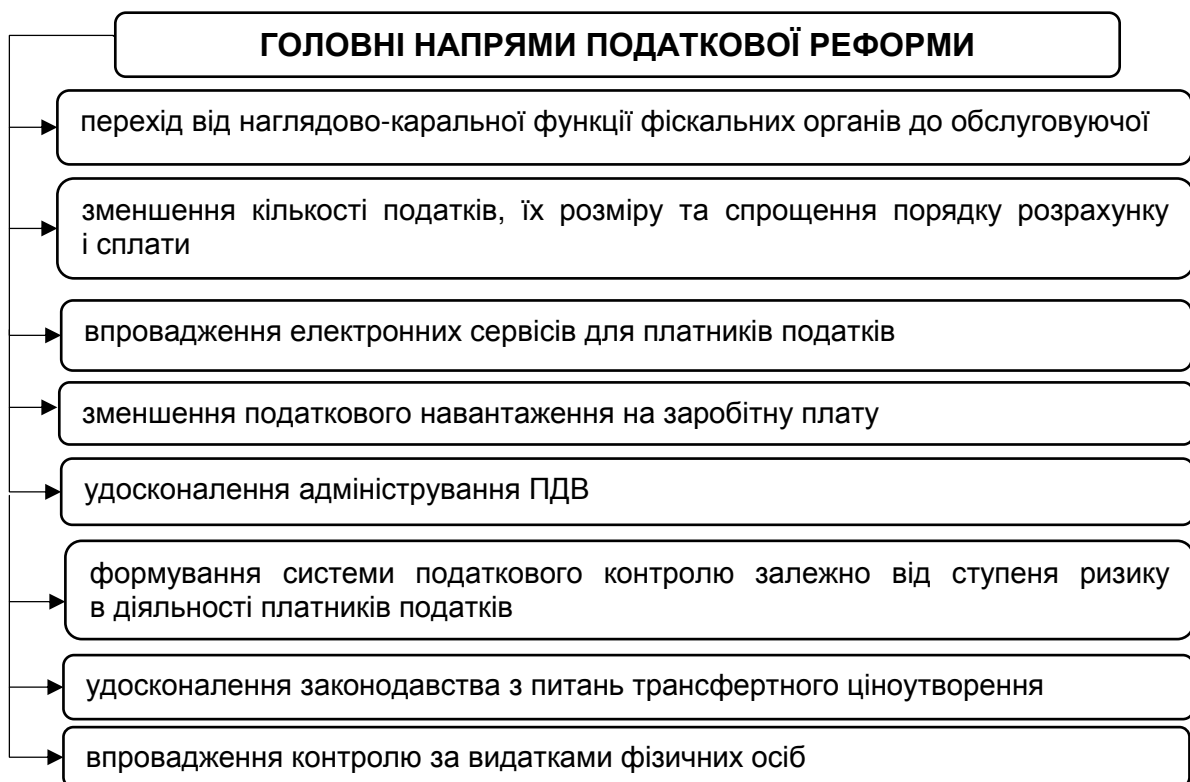 ГОЛОВНІ НАПРЯМИ ПОДАТКОВОЇ РЕФОРМИ
перехід від наглядово-каральної функції фіскальних органів до обслуговуючої
зменшення кількості податків, їх розміру та спрощення порядку розрахунку
і сплати
впровадження електронних сервісів для платників податків
зменшення податкового навантаження на заробітну плату
удосконалення адміністрування ПДВ
формування системи податкового контролю залежно від ступеня ризику
в діяльності платників податків
удосконалення законодавства з питань трансфертного ціноутворення
впровадження контролю за видатками фізичних осіб